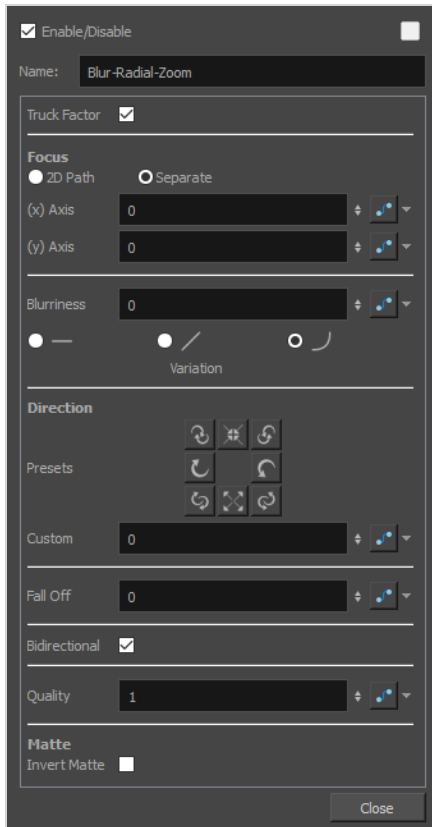 Enable/Disable
Name: Blur-Radial-Zoom
Truck Factor
Focus
2D Path Separate
(x) Axis 0
(y) Axis 0
Blurriness 0
Variation
Direction
Presets
Custom 0
Fall Off 0
Bidirectional
Quality 1
Matte
Invert Matte
Close